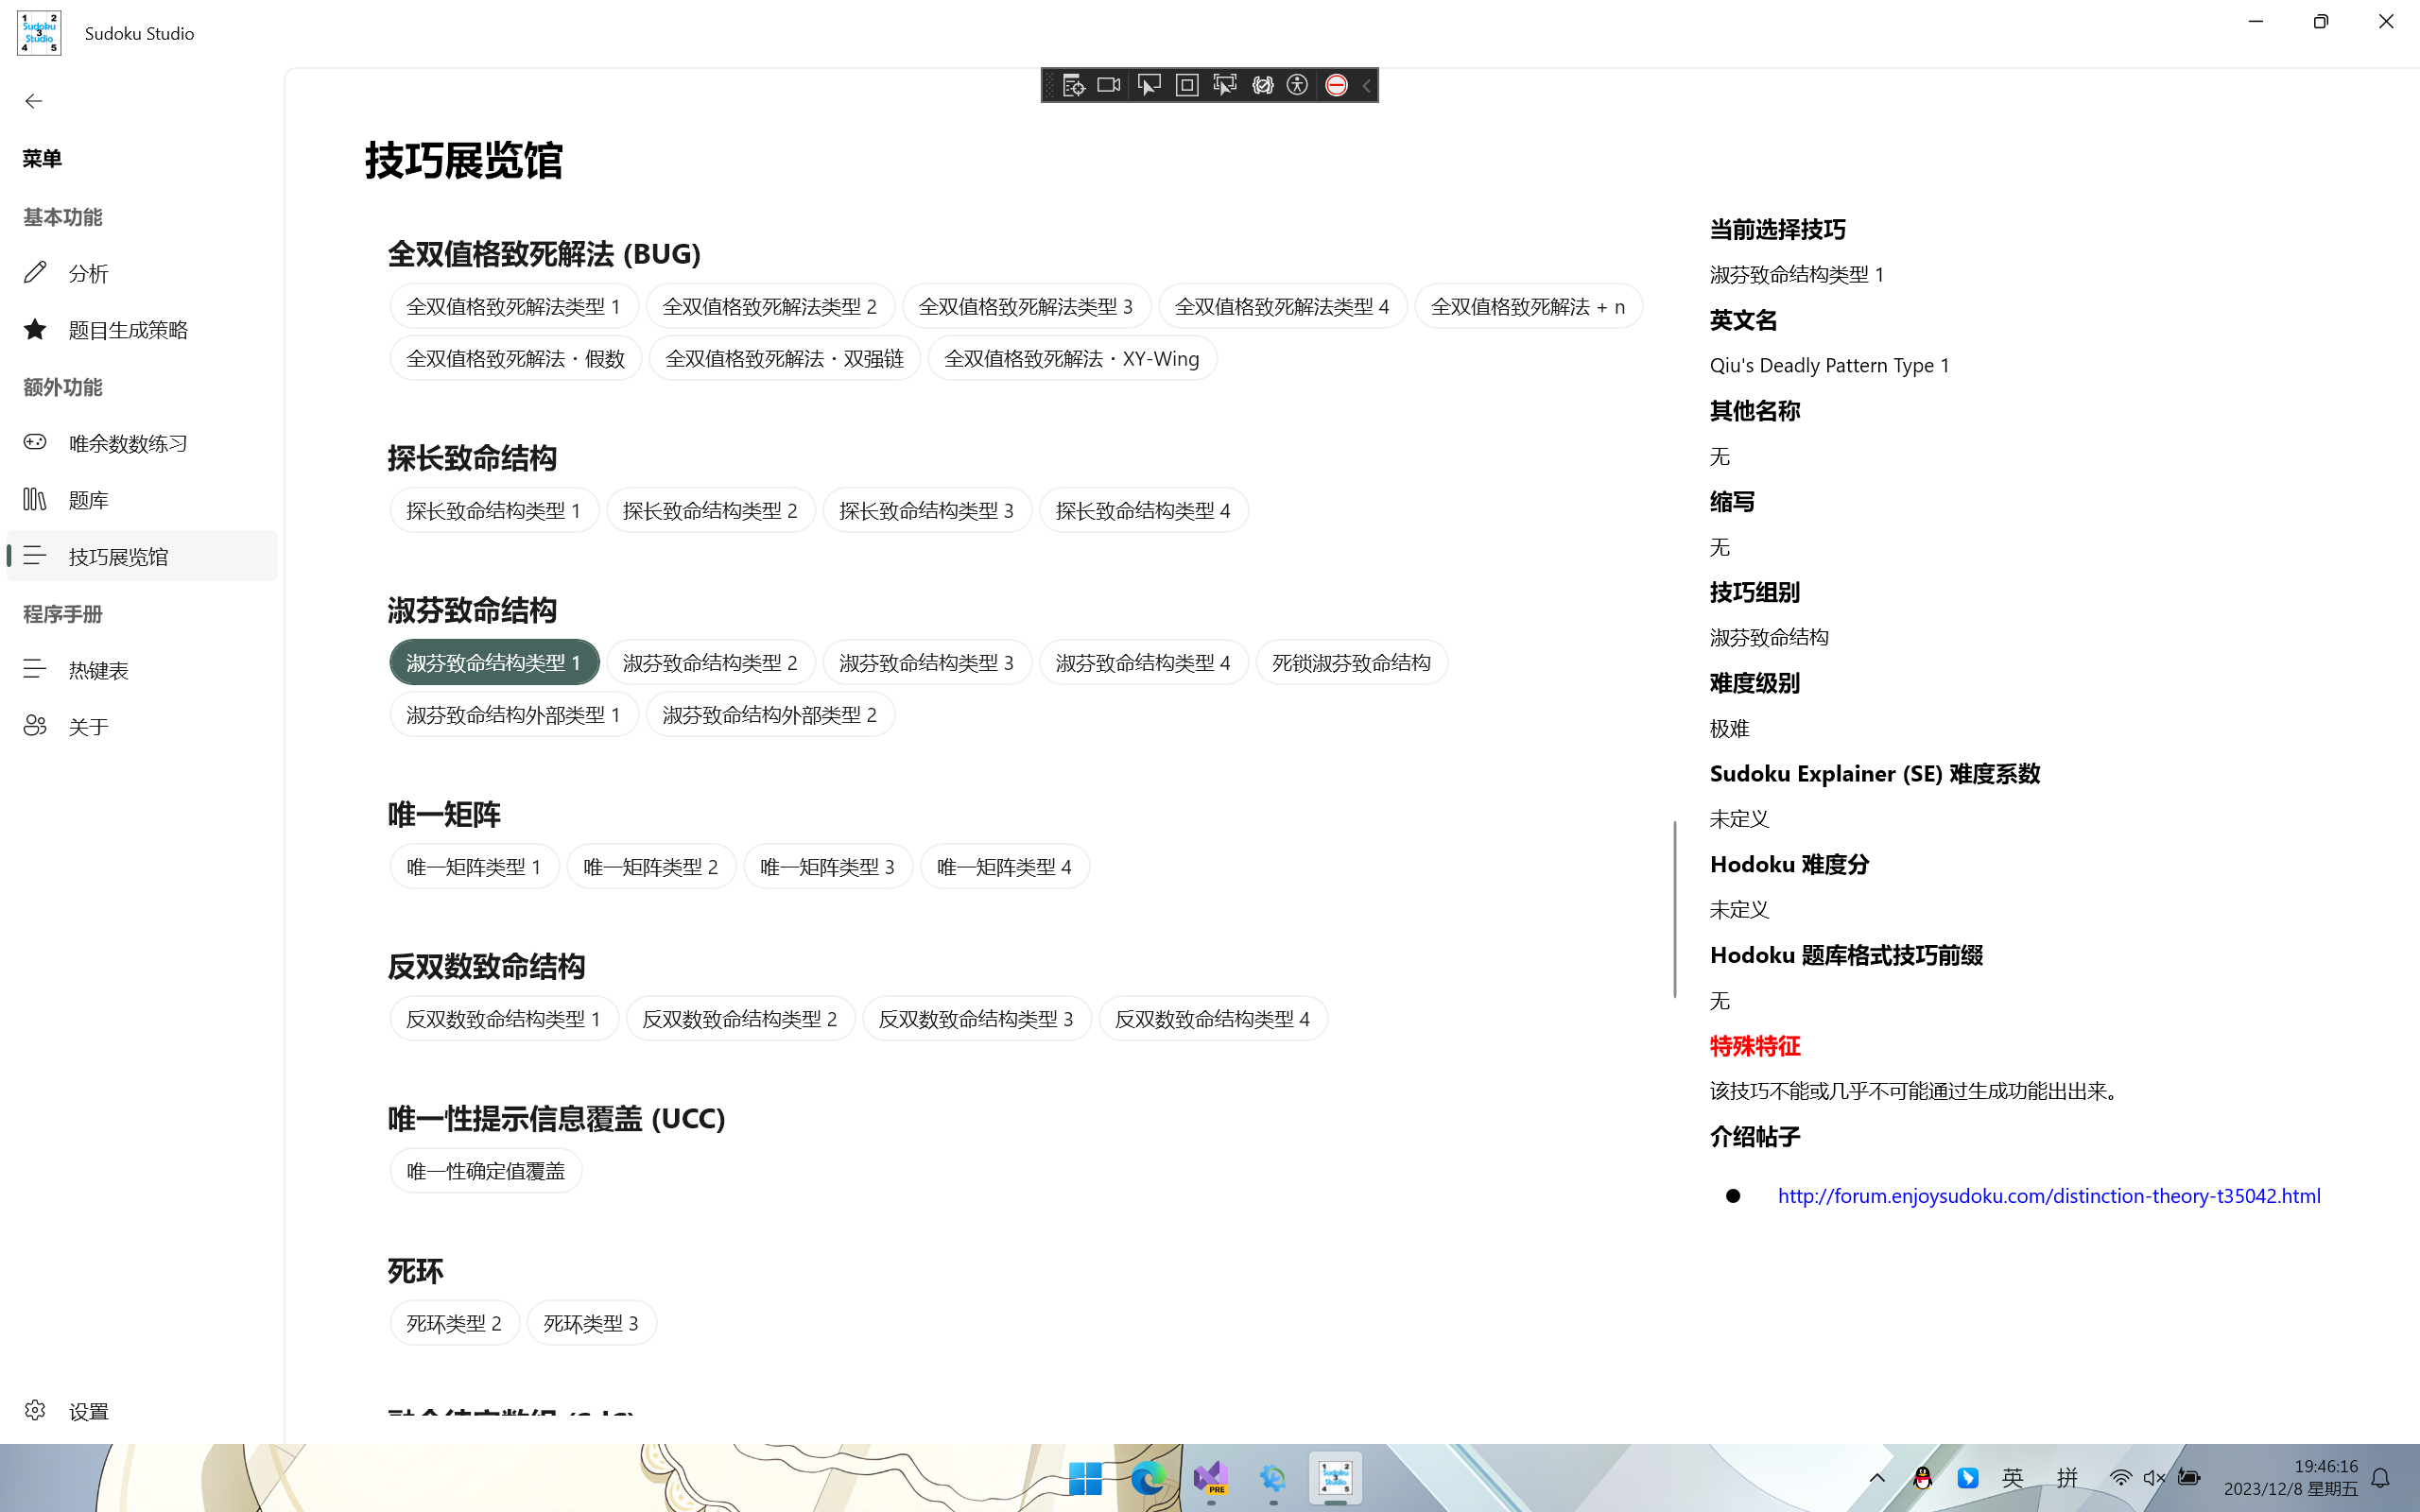 Sudoku Studio
菜单
基本功能
分析
题目生成策略
额外功能
唯余数数练习
题库
技巧展览馆
程序手册
热键表
关于
设置
技巧展览馆
全双值格致死解法 (BUG)
全双值格致死解法类型 1
全双值格致死解法类型 2
全双值格致死解法类型 3
全双值格致死解法类型 4
全双值格致死解法 + n
全双值格致死解法・假数
全双值格致死解法・双强链
全双值格致死解法・XY-Wing
探长致命结构
探长致命结构类型 1
探长致命结构类型 2
探长致命结构类型 3
探长致命结构类型 4
淑芬致命结构
淑芬致命结构类型 1
淑芬致命结构类型 2
淑芬致命结构类型 3
淑芬致命结构类型 4
死锁淑芬致命结构
淑芬致命结构外部类型 1
淑芬致命结构外部类型 2
唯一矩阵
唯一矩阵类型 1
唯一矩阵类型 2
唯一矩阵类型 3
唯一矩阵类型 4
反双数致命结构
反双数致命结构类型 1
反双数致命结构类型 2
反双数致命结构类型 3
反双数致命结构类型 4
唯一性提示信息覆盖 (UCC)
唯一性确定值覆盖
死环
死环类型 2
死环类型 3
当前选择技巧
淑芬致命结构类型 1
英文名
Qiu's Deadly Pattern Type 1
其他名称
无
缩写
无
技巧组别
淑芬致命结构
难度级别
极难
Sudoku Explainer (SE) 难度系数
未定义
Hodoku 难度分
未定义
Hodoku 题库格式技巧前缀
无
特殊特征
该技巧不能或几乎不可能通过生成功能出出来。
介绍帖子
http://forum.enjoysudoku.com/distinction-theory-t35042.html
PRE
英
拼
19:46:16
2023/12/8 星期五